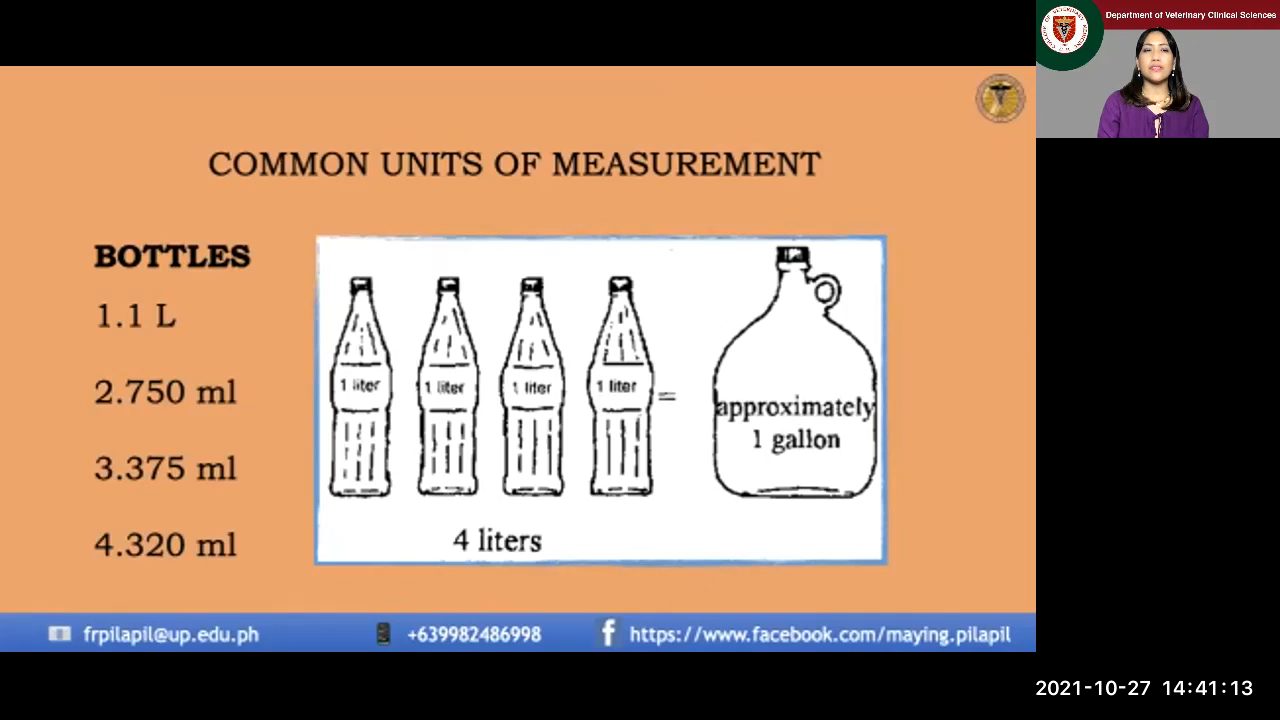 Department of Veterinary Clinical Sciences
COMMON UNITS OF MEASUREMENT
BOTTLES
1.1 L
2.750 ml
3.375 ml
4.320 ml
1 liter
1 liter
1 liter
1 liter
=
approximately
1 gallon
4 liters
frpilapil@up.edu.ph
+639982486998
https://www.facebook.com/maying.pilapil
2021-10-27 14:41:13